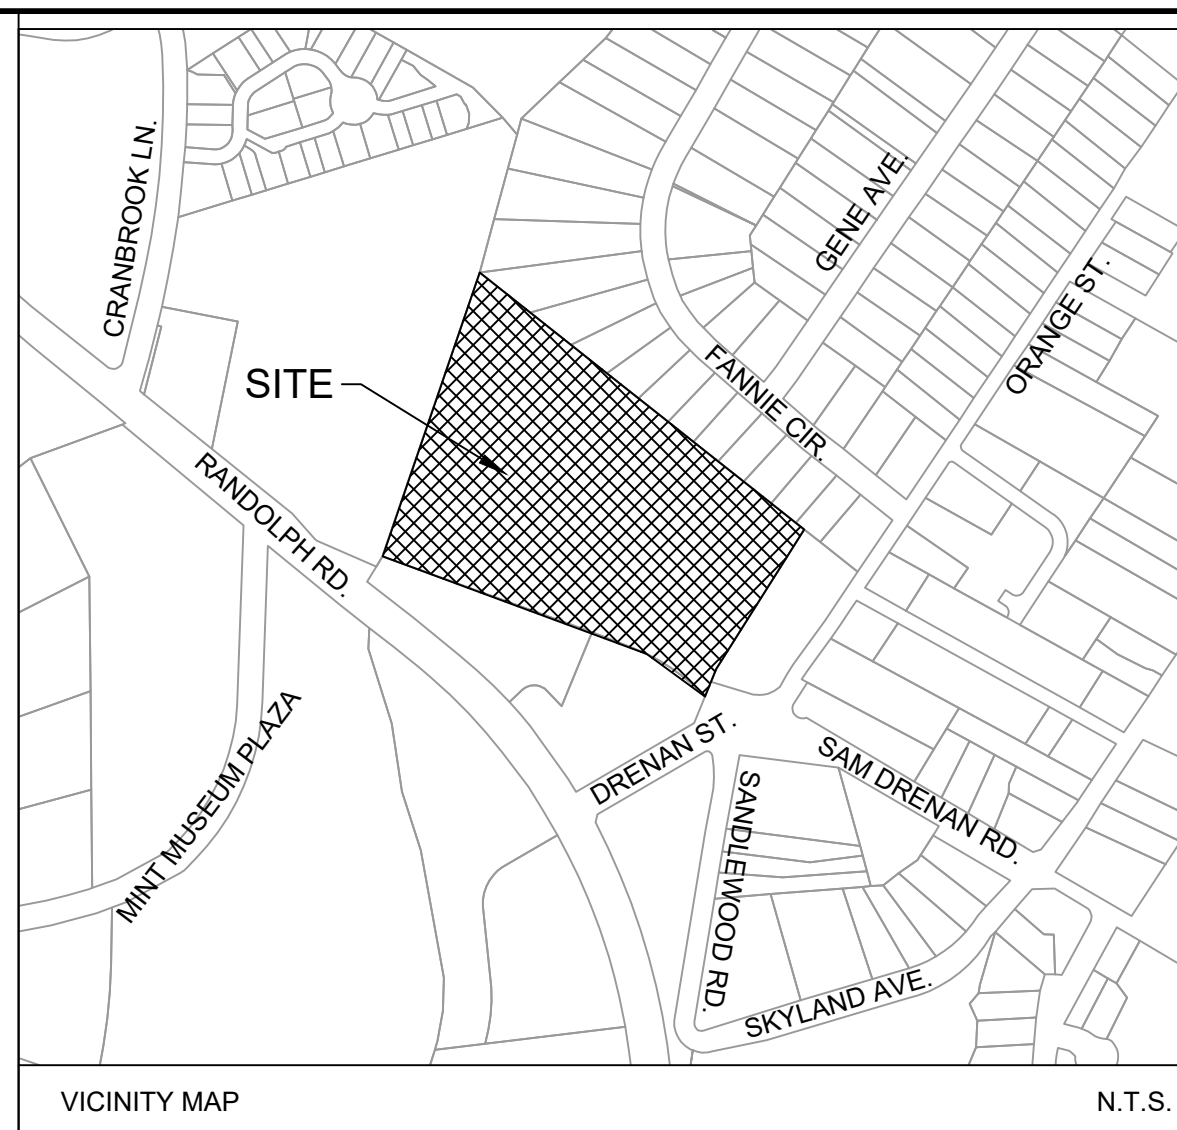 CRANBROOK LN.
GENE AVE.
ORANGE ST.
SITE
FANNIE CIR.
RANDOLPH RD.
MINT MUSEUM PLAZA
DRENAN ST.
SAM DRENAN RD.
SANDLEWOOD RD.
SKYLAND AVE.
VICINITY MAP
N.T.S.